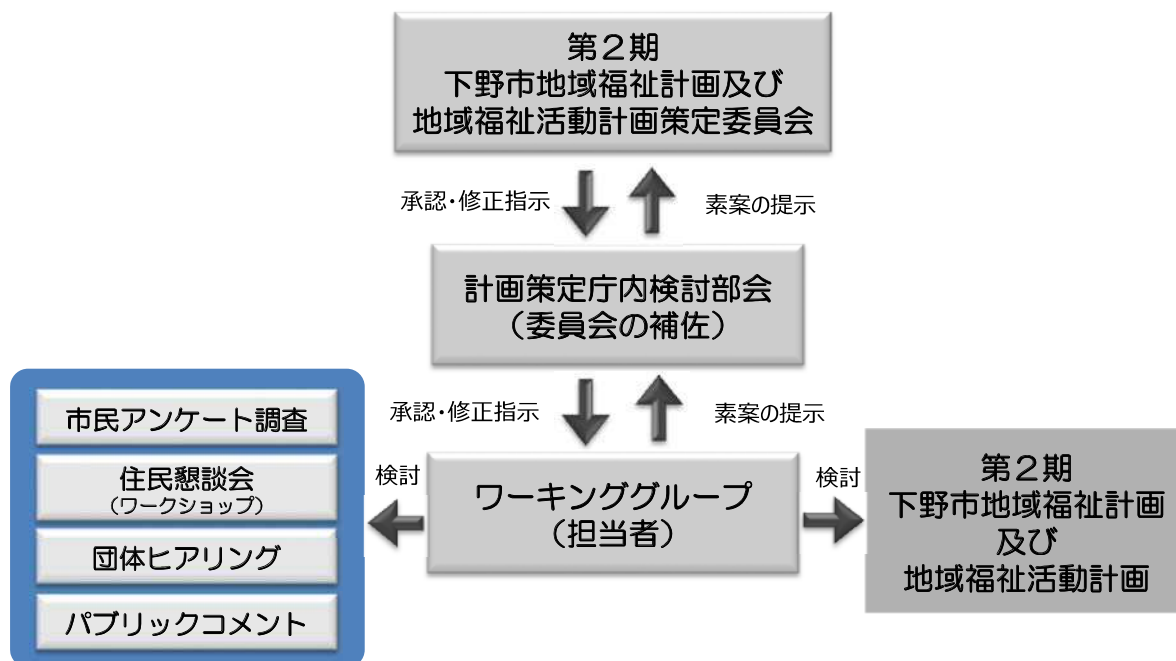 第２期
下野市地域福祉計画及び
地域福祉活動計画策定委員会
承認・修正指示
素案の提示
計画策定庁内検討部会
（委員会の補佐）
承認・修正指示
素案の提示
市民アンケート調査
住民懇談会
（ワークショップ）
団体ヒアリング
パブリックコメント
検討
ワーキンググループ
（担当者）
検討
第２期
下野市地域福祉計画
及び
地域福祉活動計画